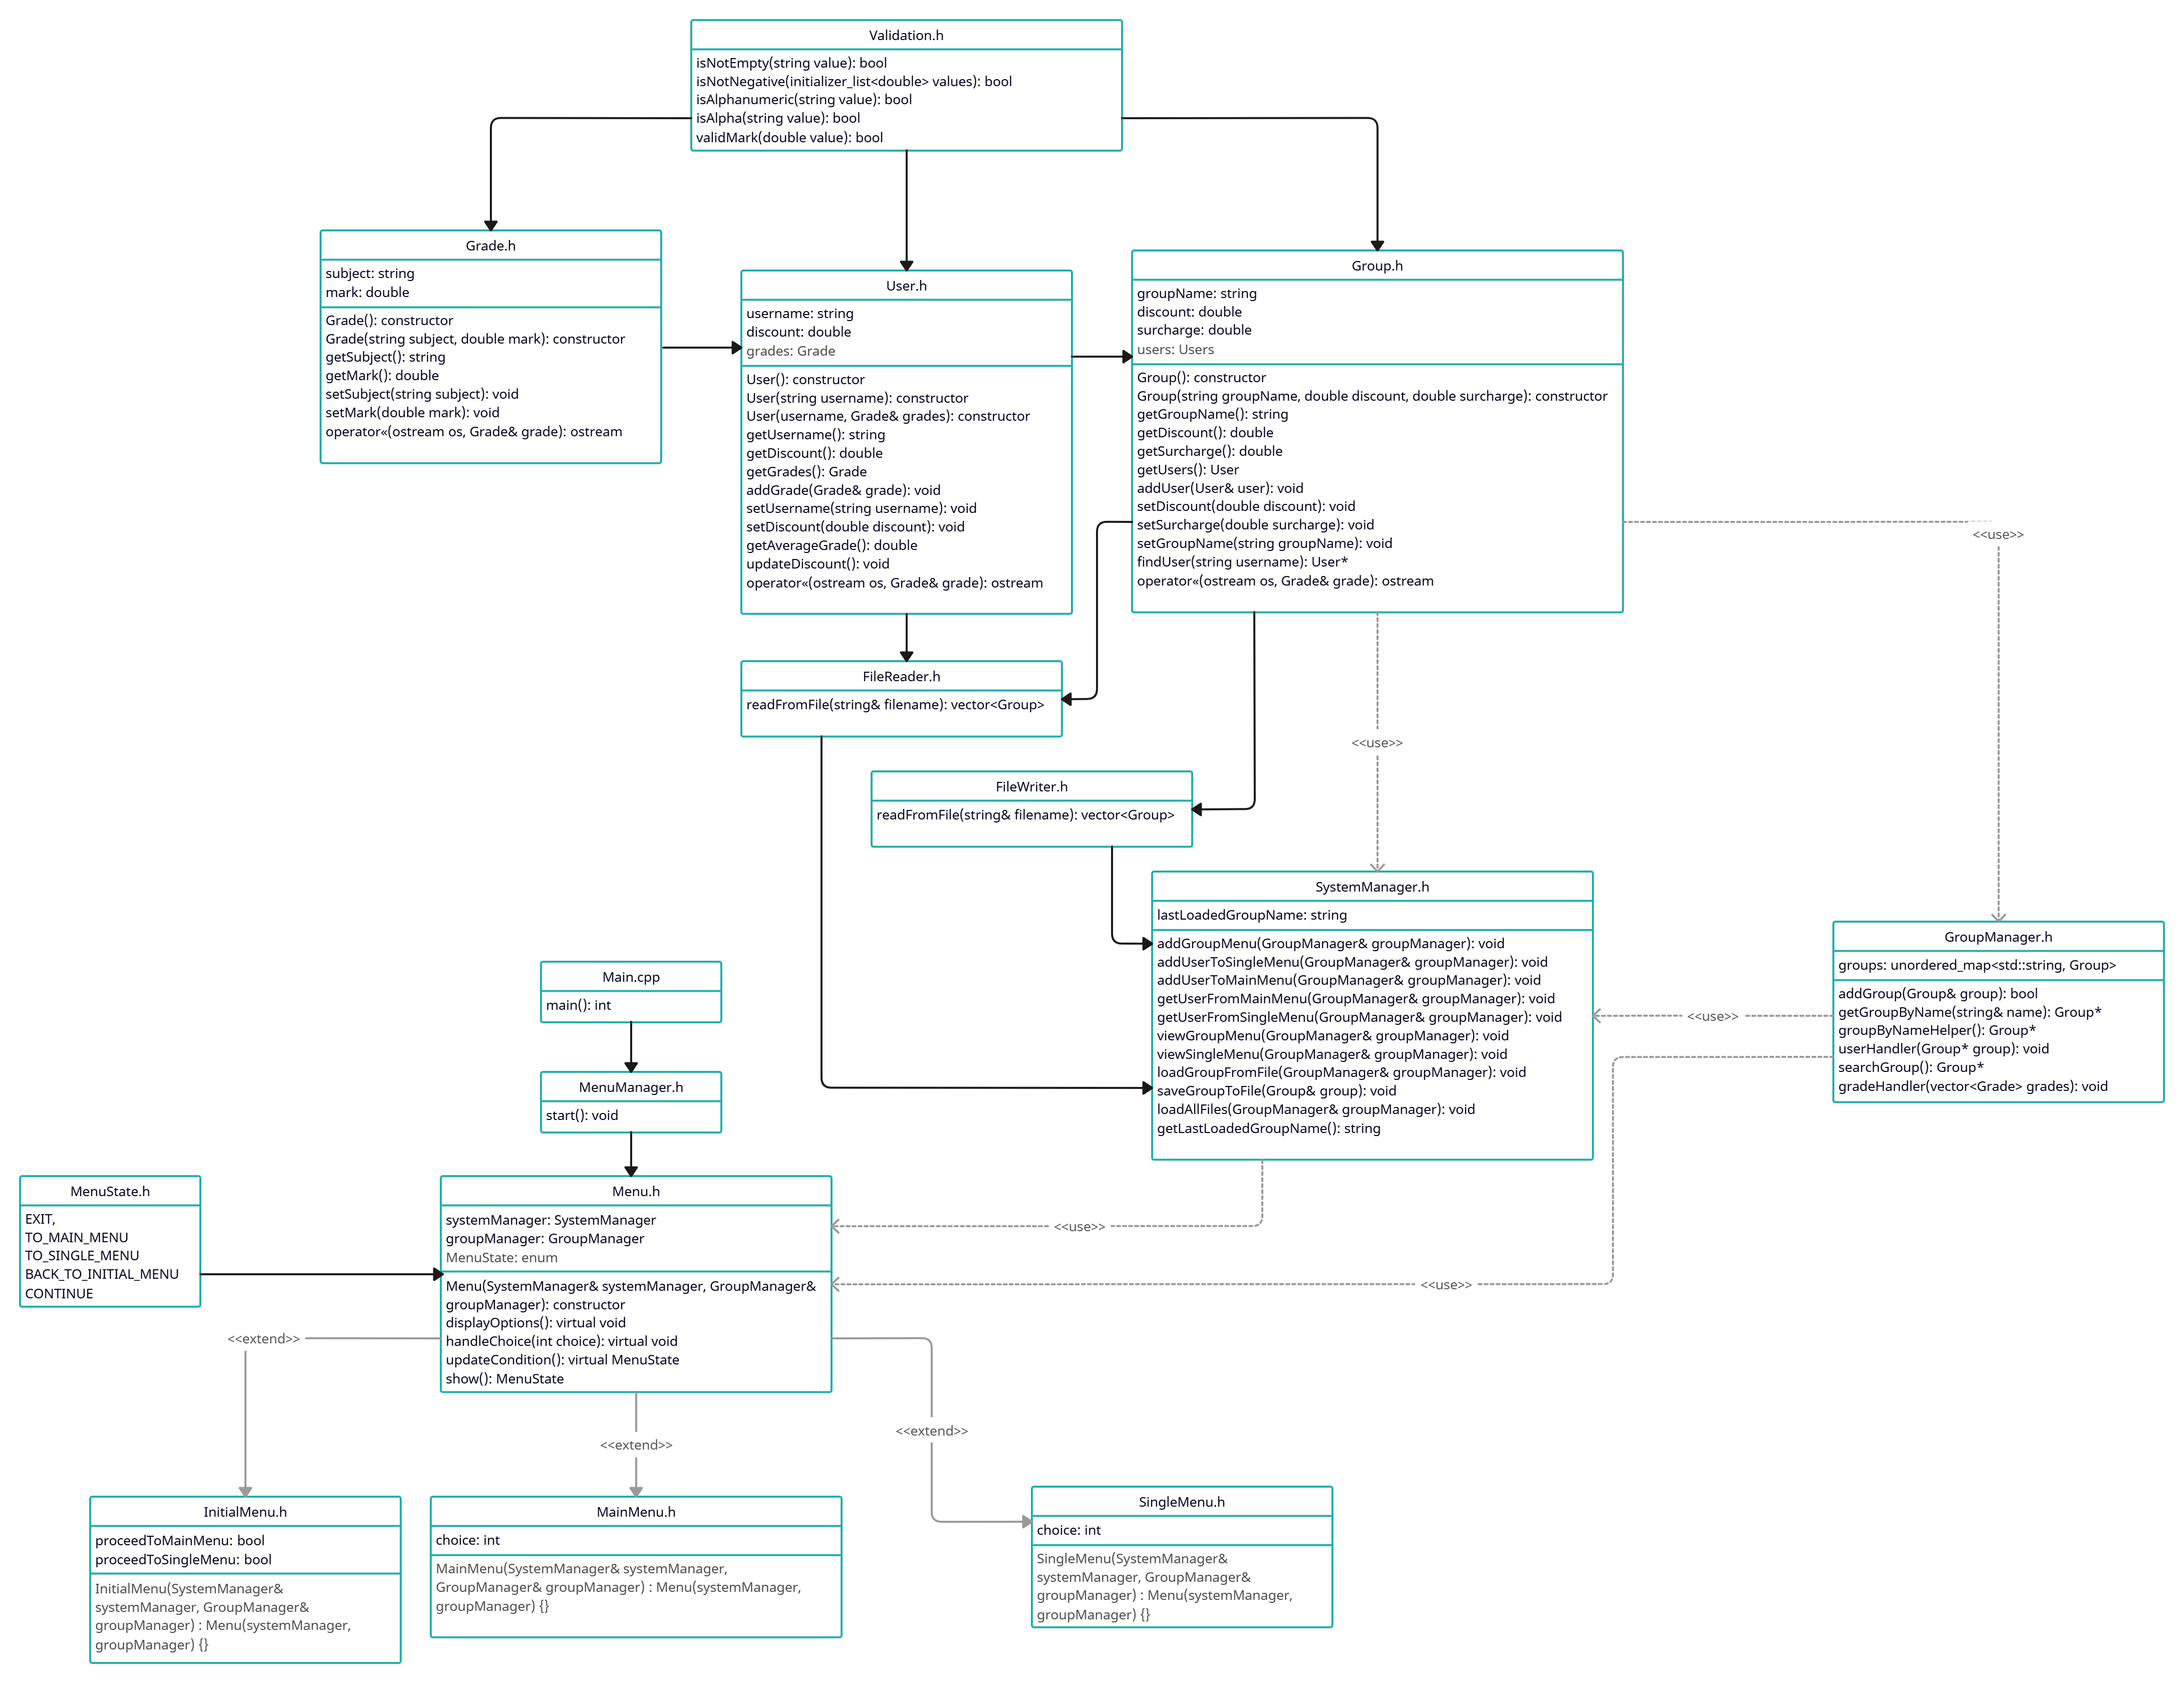 Validation.h
isNotEmpty(string value): bool
isNotNegative(initializer_list<double> values): bool
isAlphanumeric(string value): bool
isAlpha(string value): bool
validMark(double value): bool
Grade.h
subject: string
mark: double
Grade(): constructor
Grade(string subject, double mark): constructor
getSubject(): string
getMark(): double
setSubject(string subject): void
setMark(double mark): void
operator«(ostream os, Grade& grade): ostream
User.h
username: string
discount: double
grades: Grade
User(): constructor
User(string username): constructor
User(username, Grade& grades): constructor
getUsername(): string
getDiscount(): double
getGrades(): Grade
addGrade(Grade& grade): void
setUsername(string username): void
setDiscount(double discount): void
getAverageGrade(): double
updateDiscount(): void
operator«(ostream os, Grade& grade): ostream
Group.h
groupName: string
discount: double
surcharge: double
users: Users
Group(): constructor
Group(string groupName, double discount, double surcharge): constructor
getGroupName(): string
getDiscount(): double
getSurcharge(): double
getUsers(): User
addUser(User& user): void
setDiscount(double discount): void
setSurcharge(double surcharge): void
setGroupName(string groupName): void
findUser(string username): User*
operator«(ostream os, Grade& grade): ostream
<<use>>
FileReader.h
readFromFile(string& filename): vector<Group>
<<use>>
FileWriter.h
readFromFile(string& filename): vector<Group>
SystemManager.h
lastLoadedGroupName: string
addGroupMenu(GroupManager& groupManager): void
addUserToSingleMenu(GroupManager& groupManager): void
addUserToMainMenu(GroupManager& groupManager): void
getUserFromMainMenu(GroupManager& groupManager): void
getUserFromSingleMenu(GroupManager& groupManager): void
viewGroupMenu(GroupManager& groupManager): void
viewSingleMenu(GroupManager& groupManager): void
loadGroupFromFile(GroupManager& groupManager): void
saveGroupToFile(Group& group): void
loadAllFiles(GroupManager& groupManager): void
getLastLoadedGroupName(): string
<<use>>
GroupManager.h
groups: unordered_map<std::string, Group>
addGroup(Group& group): bool
getGroupByName(string& name): Group*
groupByNameHelper(): Group*
userHandler(Group* group): void
searchGroup(): Group*
gradeHandler(vector<Grade> grades): void
Main.cpp
main(): int
MenuManager.h
start(): void
MenuState.h
EXIT,
TO_MAIN_MENU
TO_SINGLE_MENU
BACK_TO_INITIAL_MENU
CONTINUE
Menu.h
systemManager: SystemManager
groupManager: GroupManager
MenuState: enum
Menu(SystemManager& systemManager, GroupManager&
groupManager): constructor
displayOptions(): virtual void
handleChoice(int choice): virtual void
updateCondition(): virtual MenuState
show(): MenuState
<<use>>
<<use>>
<<extend>>
<<extend>>
<<extend>>
InitialMenu.h
proceedToMainMenu: bool
proceedToSingleMenu: bool
InitialMenu(SystemManager&
systemManager, GroupManager&
groupManager) : Menu(systemManager,
groupManager) {}
MainMenu.h
choice: int
MainMenu(SystemManager& systemManager,
GroupManager& groupManager) : Menu(systemManager,
groupManager) {}
SingleMenu.h
choice: int
SingleMenu(SystemManager&
systemManager, GroupManager&
groupManager) : Menu(systemManager,
groupManager) {}